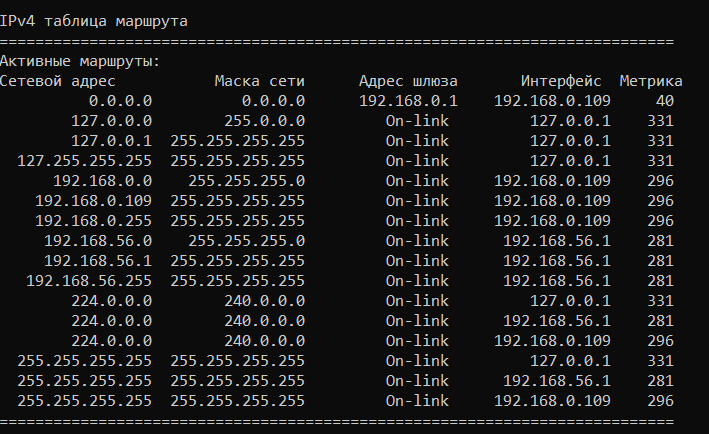 IPv4 таблица маршрута
===========================================================================
Активные маршруты:
Сетевой адрес           Маска сети      Адрес шлюза       Интерфейс  Метрика
          0.0.0.0          0.0.0.0      192.168.0.1    192.168.0.109     40
        127.0.0.0        255.0.0.0         On-link         127.0.0.1    331
        127.0.0.1  255.255.255.255         On-link         127.0.0.1    331
  127.255.255.255  255.255.255.255         On-link         127.0.0.1    331
      192.168.0.0    255.255.255.0         On-link     192.168.0.109    296
    192.168.0.109  255.255.255.255         On-link     192.168.0.109    296
    192.168.0.255  255.255.255.255         On-link     192.168.0.109    296
     192.168.56.0    255.255.255.0         On-link      192.168.56.1    281
     192.168.56.1  255.255.255.255         On-link      192.168.56.1    281
   192.168.56.255  255.255.255.255         On-link      192.168.56.1    281
        224.0.0.0        240.0.0.0         On-link         127.0.0.1    331
        224.0.0.0        240.0.0.0         On-link      192.168.56.1    281
        224.0.0.0        240.0.0.0         On-link     192.168.0.109    296
  255.255.255.255  255.255.255.255         On-link         127.0.0.1    331
  255.255.255.255  255.255.255.255         On-link      192.168.56.1    281
  255.255.255.255  255.255.255.255         On-link     192.168.0.109    296
===========================================================================